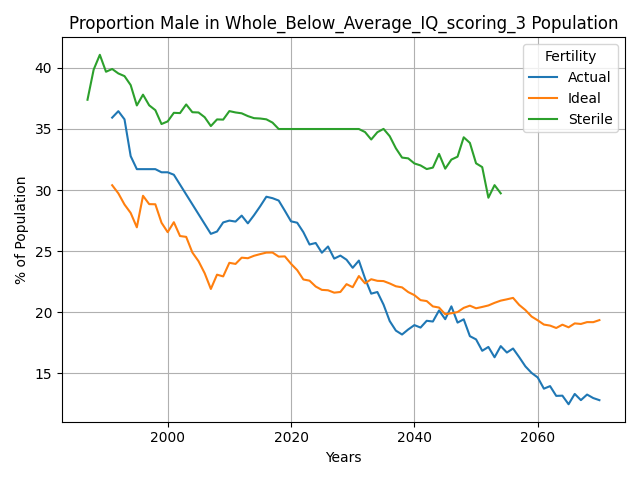 Proportion Male in Whole_Below_Average_IQ_scoring_3 Population
Fertility
Actual
Ideal
Sterile
% of Population
40
35
30
25
20
15
2000
2020
2040
2060
Years